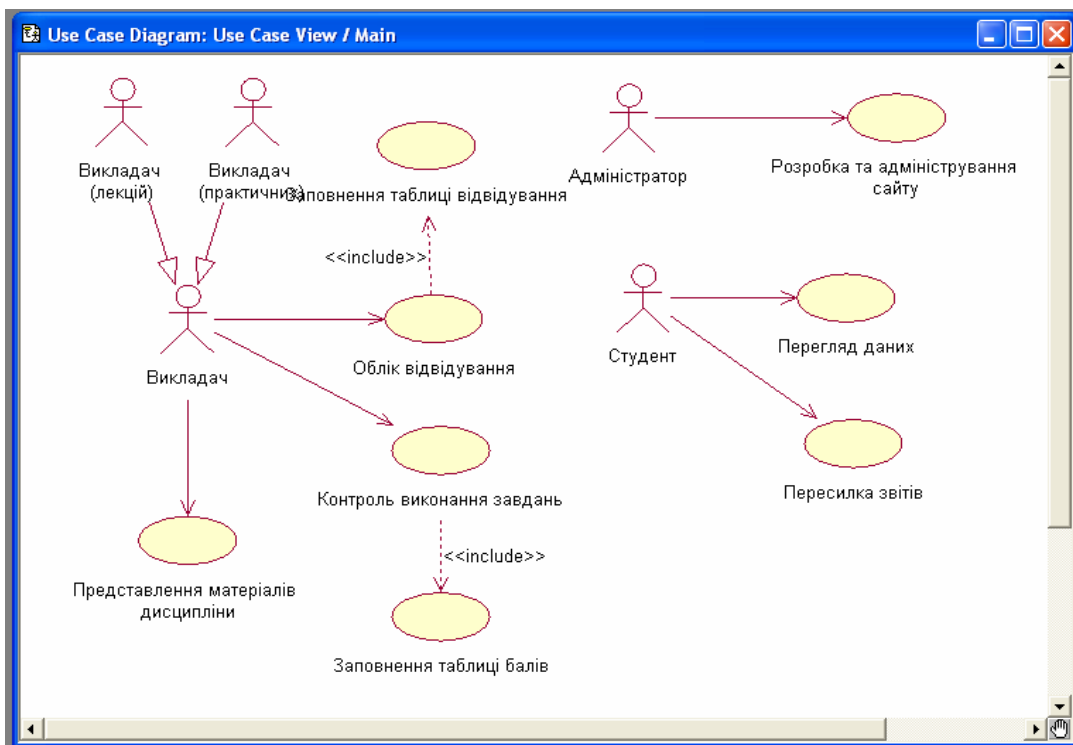 Use Case Diagram: Use Case View / Main
Викладач
(лекцій)
Викладач
(практичних)
Заповнення таблиці відвідування
Адміністратор
Розробка та адміністрування
сайту
<<include>>
Викладач
Облік відвідування
Студент
Перегляд даних
Контроль виконання завдань
Пересилка звітів
<<include>>
Представлення матеріалів
дисципліни
Заповнення таблиці балів